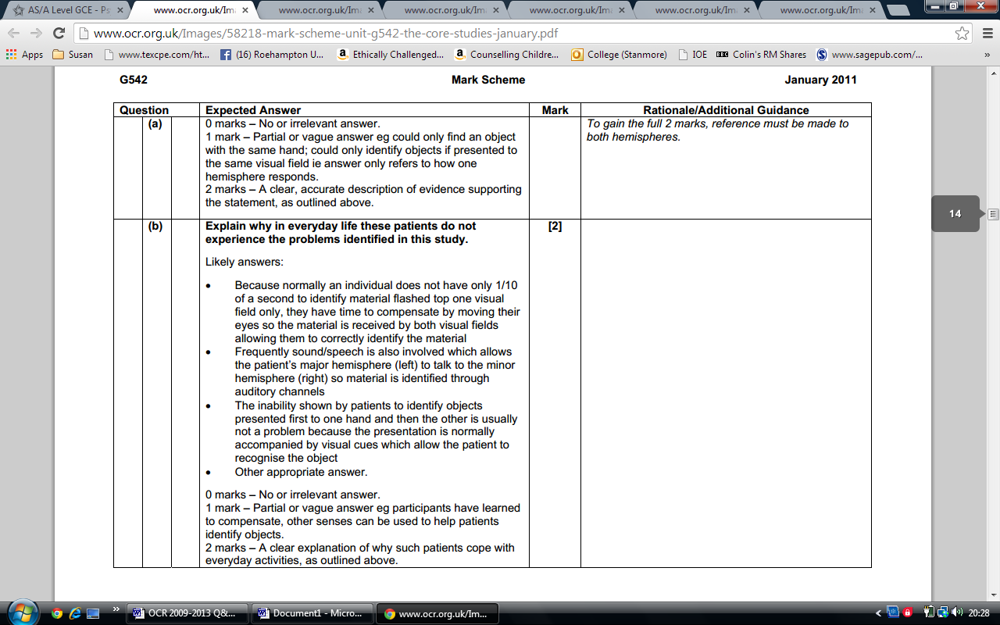 AS/A Level GCE - Ps
www.ocr.org.uk/Ima
www.ocr.org.uk/Ima
www.ocr.org.uk/Ima
www.ocr.org.uk/Ima
www.ocr.org.uk/Ima
www.ocr.org.uk/Ima
www.ocr.org.uk/Images/58218-mark-scheme-unit-g542-the-core-studies-january.pdf
Apps
Susan
www.texcpe.com/ht...
(16) Roehampton U...
Ethically Challenged...
Counselling Childre...
College (Stanmore)
IOE
Colin's RM Shares
www.sagepub.com/...
»
G542
Mark Scheme
January 2011
Question
Expected Answer
Mark
Rationale/Additional Guidance
(a)
0 marks – No or irrelevant answer.
1 mark – Partial or vague answer eg could only find an object
with the same hand; could only identify objects if presented to
the same visual field ie answer only refers to how one
hemisphere responds.
2 marks – A clear, accurate description of evidence supporting
the statement, as outlined above.
To gain the full 2 marks, reference must be made to
both hemispheres.
14
(b)
Explain why in everyday life these patients do not
experience the problems identified in this study.
[2]
Likely answers:
• Because normally an individual does not have only 1/10
of a second to identify material flashed top one visual
field only, they have time to compensate by moving their
eyes so the material is received by both visual fields
allowing them to correctly identify the material
• Frequently sound/speech is also involved which allows
the patient's major hemisphere (left) to talk to the minor
hemisphere (right) so material is identified through
auditory channels
• The inability shown by patients to identify objects
presented first to one hand and then the other is usually
not a problem because the presentation is normally
accompanied by visual cues which allow the patient to
recognise the object
• Other appropriate answer.
0 marks – No or irrelevant answer.
1 mark – Partial or vague answer eg participants have learned
to compensate, other senses can be used to help patients
identify objects.
2 marks – A clear explanation of why such patients cope with
everyday activities, as outlined above.
»
OCR 2009-2013 Q&...
Document1 - Micro...
www.ocr.org.uk/Im...
20:28